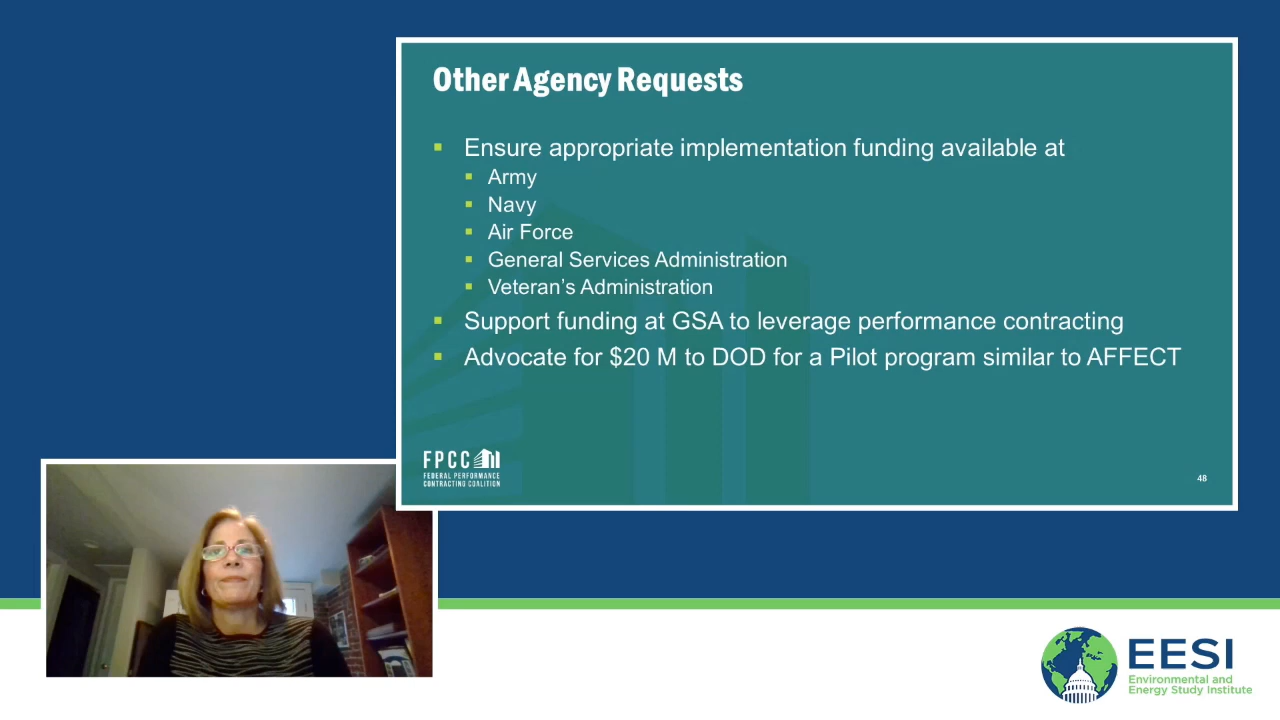 Other Agency Requests
Ensure appropriate implementation funding available at
Army
Navy
Air Force
General Services Administration
Veteran's Administration
Support funding at GSA to leverage performance contracting
Advocate for $20 M to DOD for a Pilot program similar to AFFECT
FPCC
FEDERAL PERFORMANCE
CONTRACTING COALITION
48
EESI
Environmental and
Energy Study Institute